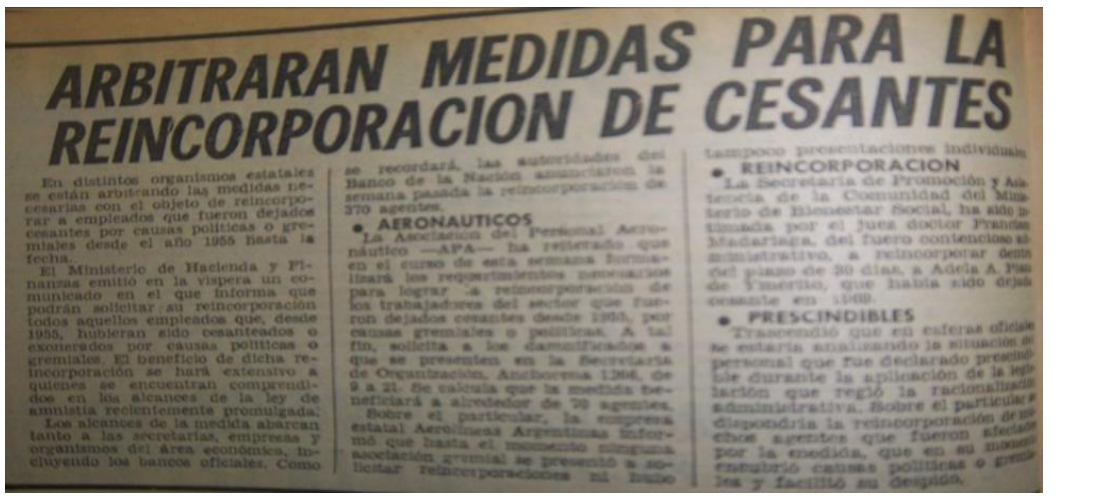 ARBITRARAN MEDIDAS PARA LA
REINCORPORACION DE CESANTES
En distintos organismos estatales
se están arbitrando las medidas ne-
cesarias con el objeto de reincorpo-
rar a empleados que fueron dejados
cesantes por causas políticas o gre-
miales desde el año 1955 hasta la
fecha.
El Ministerio de Hacienda y Fi-
nanzas emitió en la víspera un co-
municado en el que informa que
podrán solicitar su reincorporación
todos aquellos empleados que, desde
1955, hubieran sido cesanteados o
exonerados por causas políticas o
gremiales. El beneficio de dicha re-
incorporación se hará extensivo a
quienes se encuentran comprendi-
dos en los alcances de la ley de
amnistía recientemente promulgada.
Los alcances de la medida abarcan
tanto a las secretarías, empresas y
organismos del área económica, in-
cluyendo los bancos oficiales. Como
se recordará, las autoridades del
Banco de la Nación anunciaron la
semana pasada la reincorporación de
370 agentes.
• AERONAUTICOS
La Asociación del Personal Aero-
náutico —APA— ha reiterado que
en el curso de esta semana forma-
lizará los requerimientos necesarios
para lograr la reincorporación de
los trabajadores del sector que fue-
ron dejados cesantes desde 1955, por
causas gremiales o políticas. A tal
fin, solicita a los damnificados a
que se presenten en la Secretaría
de Organización, Anchorena 1266, de
9 a 21. Se calcula que la medida be-
neficiará a alrededor de 70 agentes.
Sobre el particular, la empresa
estatal Aerolíneas Argentinas infor-
mó que hasta el momento ninguna
asociación gremial se presentó a so-
licitar reincorporaciones ni hubo
tampoco presentaciones individuales
• REINCORPORACION
La Secretaría de Promoción y Asis-
tencia de la Comunidad del Minis-
terio de Bienestar Social, ha sido in-
timada por el juez doctor Francisco
Madariaga, del fuero contencioso ad-
ministrativo, a reincorporar dentro
del plazo de 30 días, a Adela A.
de que había sido dejada
cesante en 1969.
• PRESCINDIBLES
Trascendió que en esferas oficiales
se estaría analizando la situación del
personal que fue declarado prescindi-
ble durante la aplicación de la legis-
lación que regló la racionalización
administrativa. Sobre el particular se
dispondría la reincorporación de mu-
chos agentes que fueron afectados
por la medida, que en su momento
encubrió causas políticas o gremia-
les y facilitó su despido.